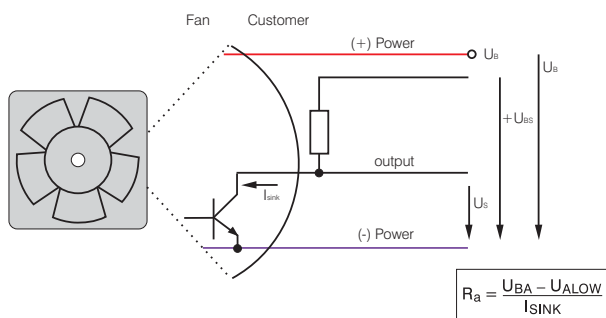 Fan Customer
(+) Power
UB
UB
+UBS
output
Isink
US
(-) Power
Ra = UBA − UALOW / ISINK